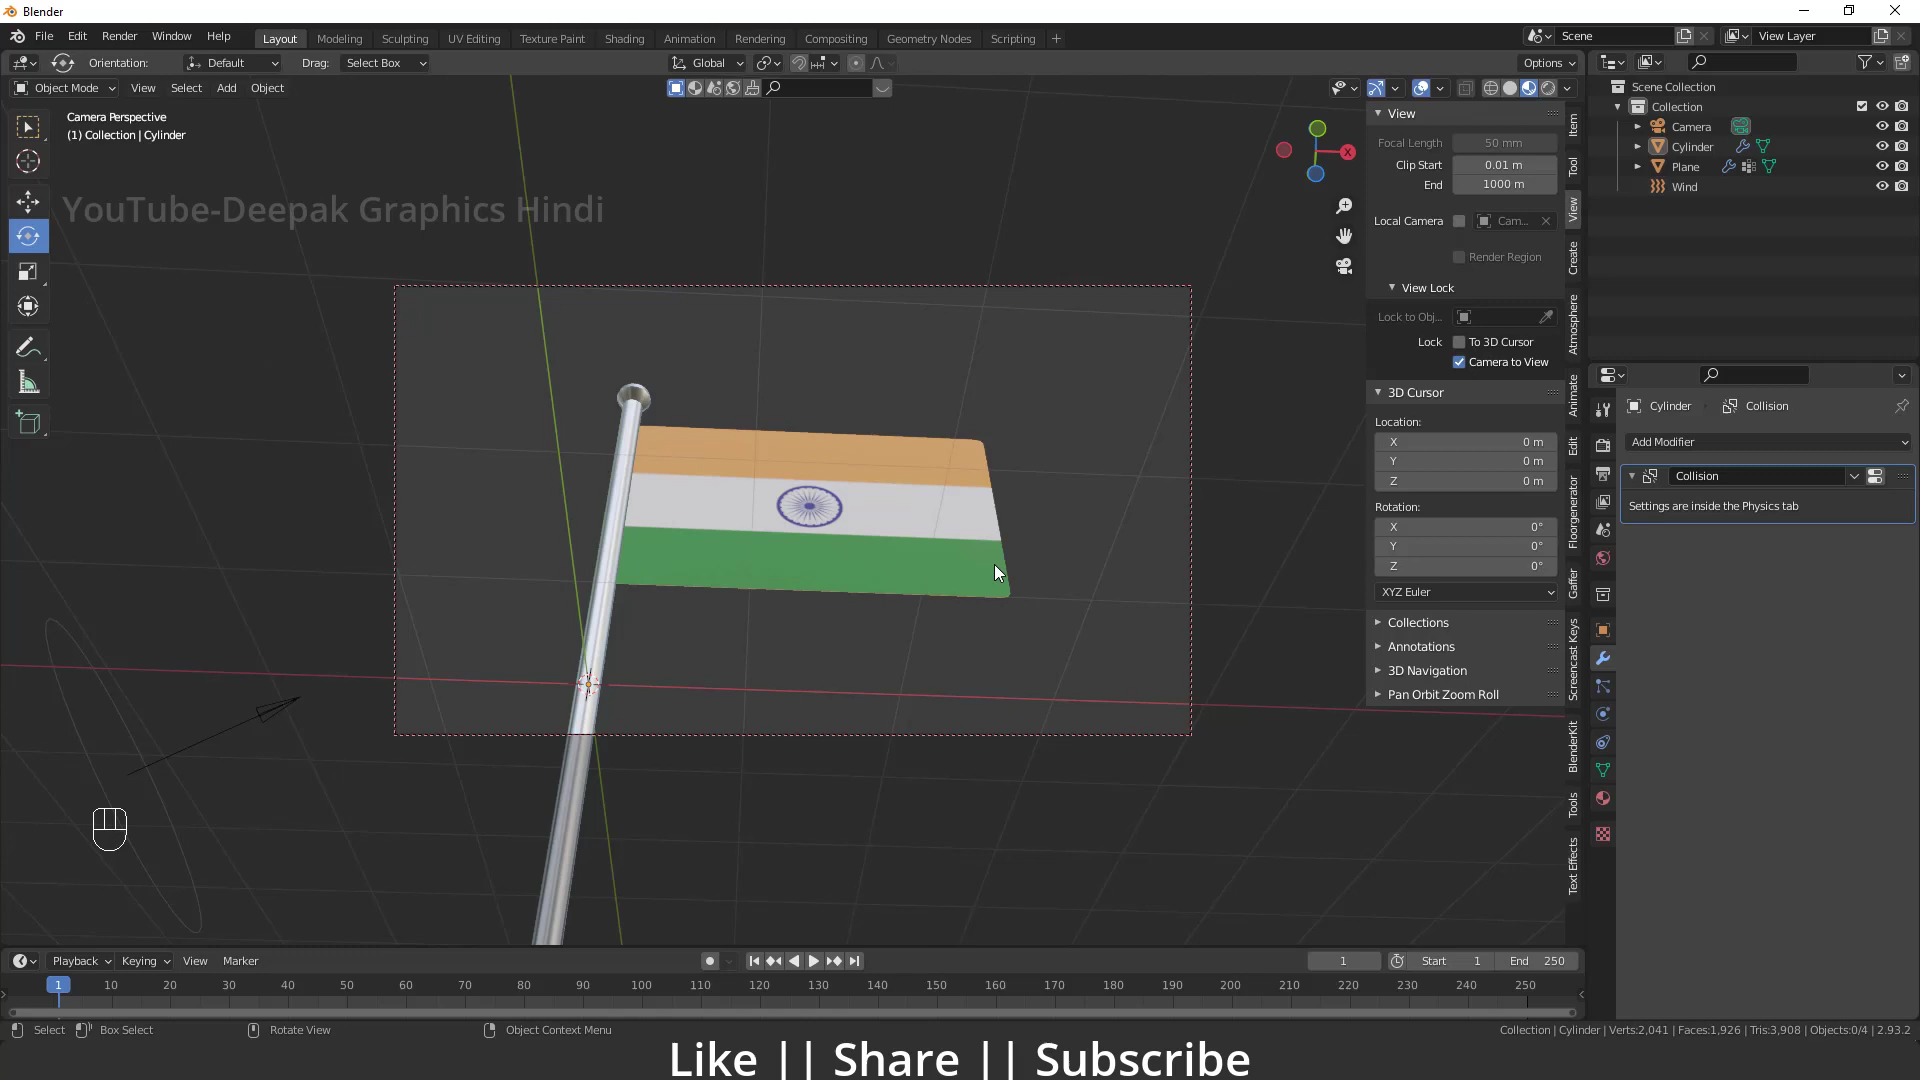 Blender
File Edit Render Window Help Layout Modeling Sculpting UV Editing Texture Paint Shading Animation Rendering Compositing Geometry Nodes Scripting + Scene View Layer
Orientation: Default Drag: Select Box Global Options
Object Mode View Select Add Object
Camera Perspective
(1) Collection | Cylinder
YouTube-Deepak Graphics Hindi
X
View
Focal Length 50 mm
Clip Start 0.01 m
End 1000 m
Local Camera Cam...
Render Region
View Lock
Lock to Obj...
Lock To 3D Cursor
Camera to View
3D Cursor
Location:
X 0 m
Y 0 m
Z 0 m
Rotation:
X 0°
Y 0°
Z 0°
XYZ Euler
Collections
Annotations
3D Navigation
Pan Orbit Zoom Roll
Item
Tool
View
Create
Atmosphere
Animate
Edit
Floorgenerator
Gaffer
Screencast Keys
BlenderKit
Tools
Text Effects
Scene Collection
Collection
Camera
Cylinder
Plane
Wind
Cylinder Collision
Add Modifier
Collision
Settings are inside the Physics tab
Playback Keying View Marker 1 Start 1 End 250
1 10 20 30 40 50 60 70 80 90 100 110 120 130 140 150 160 170 180 190 200 210 220 230 240 250
Select Box Select Rotate View Object Context Menu Collection | Cylinder | Verts:2,041 | Faces:1,926 | Tris:3,908 | Objects:0/4 | 2.93.2
Like || Share || Subscribe